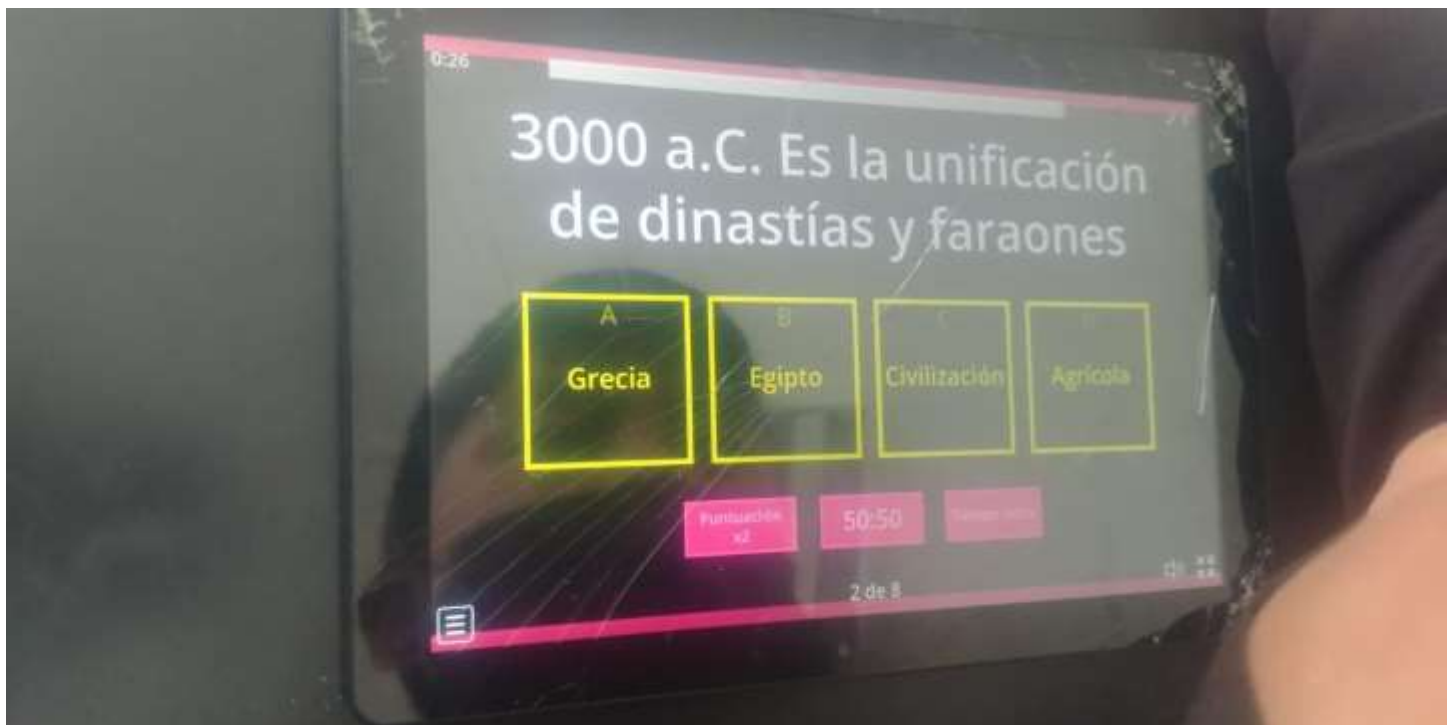 0:26
3000 a.C. Es la unificación
de dinastías y faraones
A
B
C
Grecia
Egipto
Civilización
Agrícola
Puntuación
x2
50:50
2 de 8